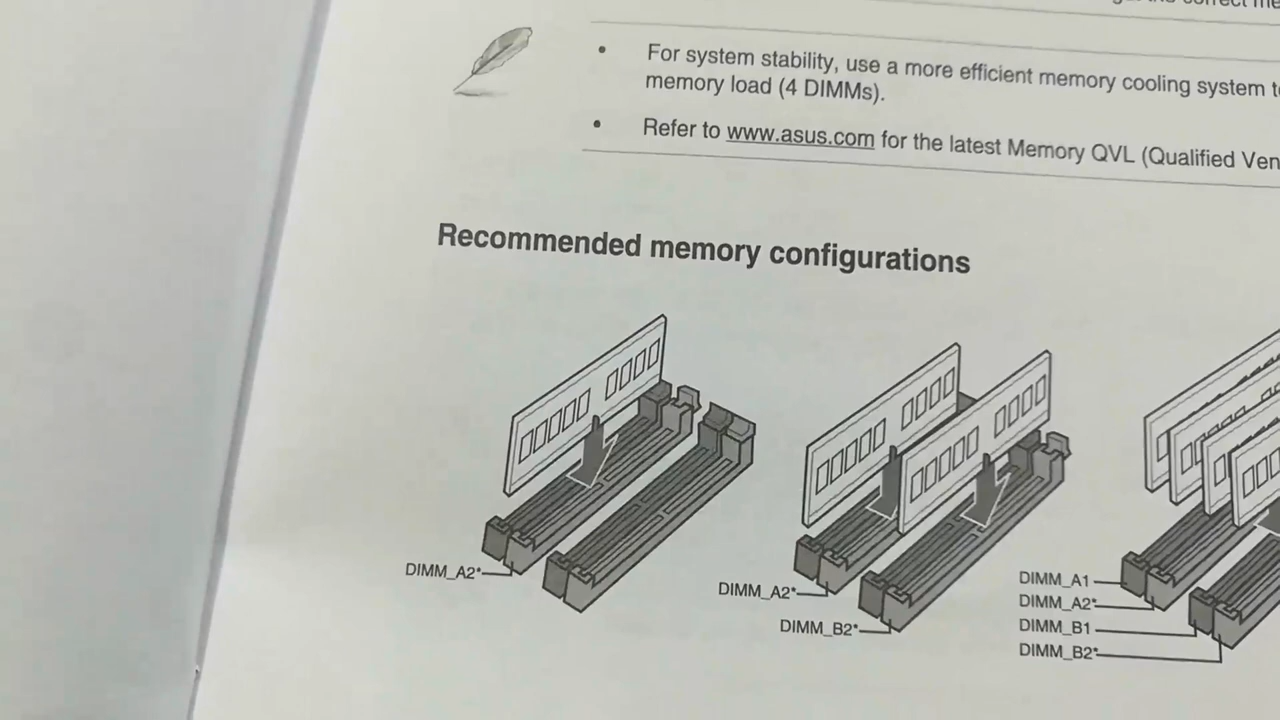 For system stability, use a more efficient memory cooling system
memory load (4 DIMMs).
Refer to www.asus.com for the latest Memory QVL (Qualified
Recommended memory configurations
DIMM_A2*
DIMM_A2*
DIMM_B2*
DIMM_A1
DIMM_A2*
DIMM_B1
DIMM_B2*